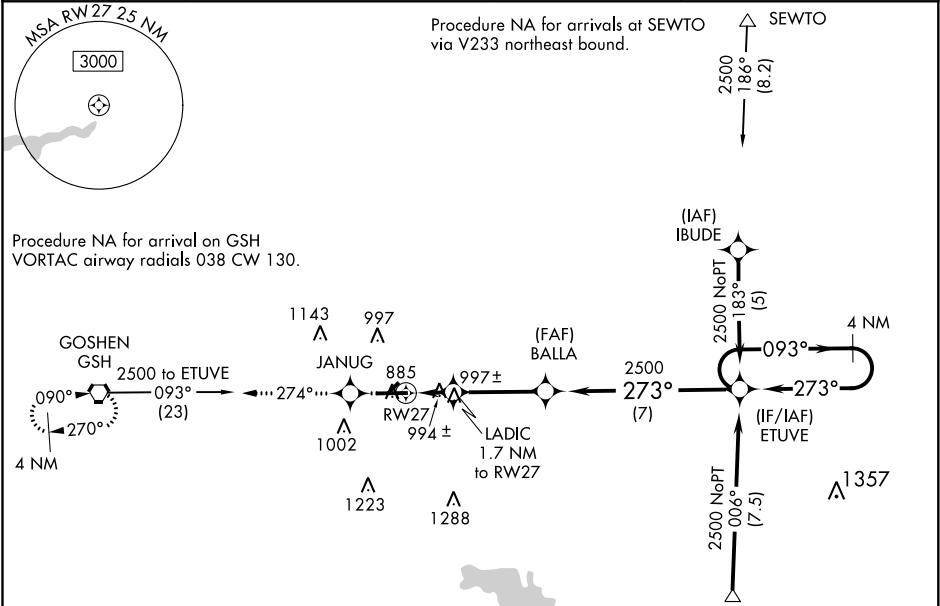 MSA RW27 25 NM
3000
Procedure NA for arrivals at SEWTO
via V233 northeast bound.
SEWTO
2500
186°
(8.2)
Procedure NA for arrival on GSH
VORTAC airway radials 038 CW 130.
(IAF)
IBUDE
2500 NoPT
183°
(5)
4 NM
093°
273°
(IF/IAF)
ETUVE
1143
997
GOSHEN
GSH
2500 to ETUVE
093°
(23)
090°
270°
4 NM
274°
JANUG
885
RW27
997 ±
994 ±
LADIC
1.7 NM
to RW27
(FAF)
BALLA
2500
273°
(7)
1002
1223
1288
2500 NoPT
006°
(7.5)
1357